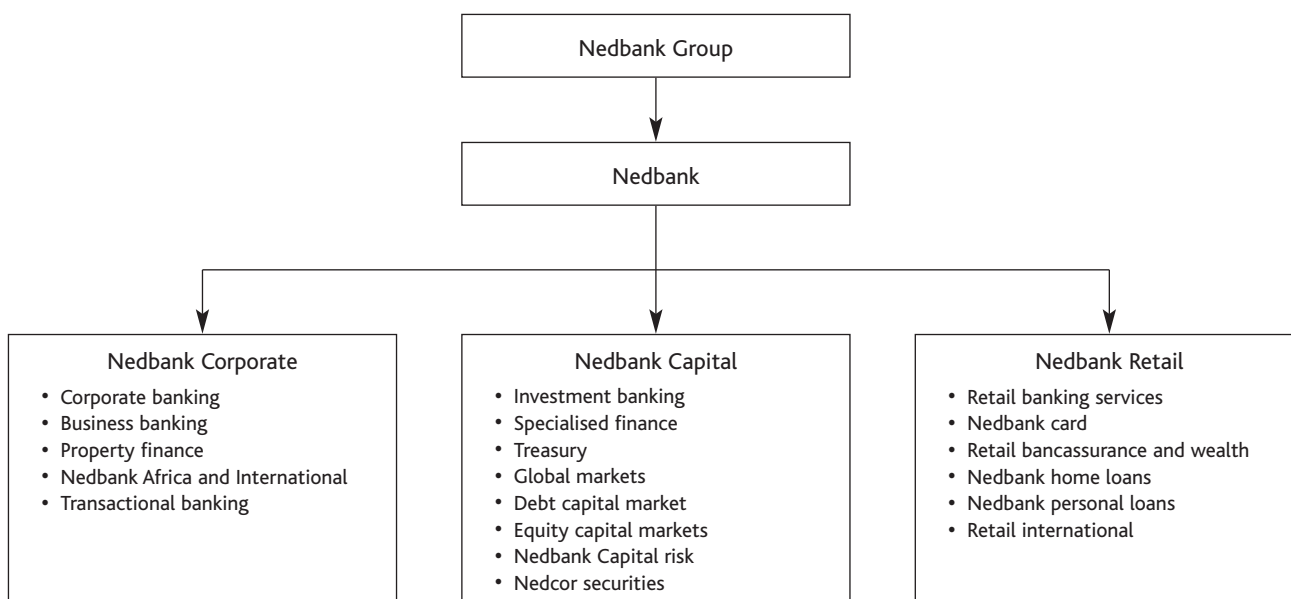 Nedbank Group
Nedbank
Nedbank Corporate
• Corporate banking
• Business banking
• Property finance
• Nedbank Africa and International
• Transactional banking
Nedbank Capital
• Investment banking
• Specialised finance
• Treasury
• Global markets
• Debt capital market
• Equity capital markets
• Nedbank Capital risk
• Nedcor securities
Nedbank Retail
• Retail banking services
• Nedbank card
• Retail bancassurance and wealth
• Nedbank home loans
• Nedbank personal loans
• Retail international